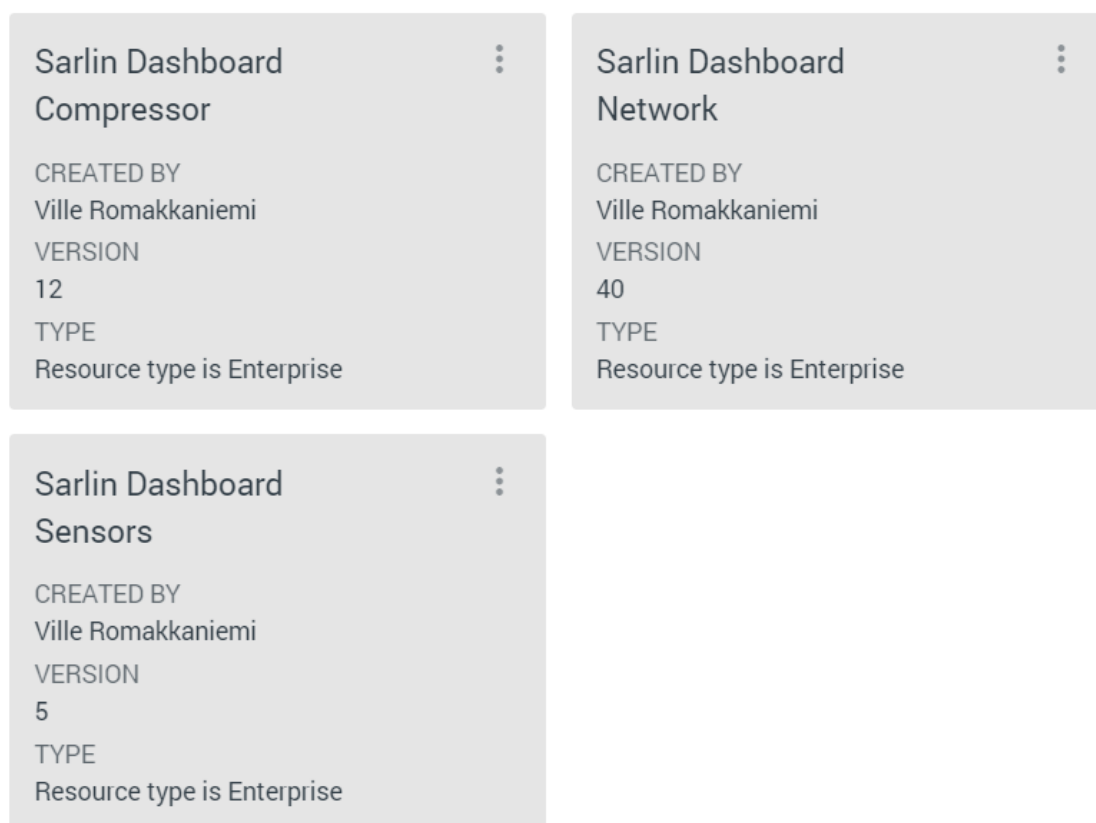 Sarlin Dashboard
Compressor
CREATED BY
Ville Romakkaniemi
VERSION
12
TYPE
Resource type is Enterprise
Sarlin Dashboard
Network
CREATED BY
Ville Romakkaniemi
VERSION
40
TYPE
Resource type is Enterprise
Sarlin Dashboard
Sensors
CREATED BY
Ville Romakkaniemi
VERSION
5
TYPE
Resource type is Enterprise